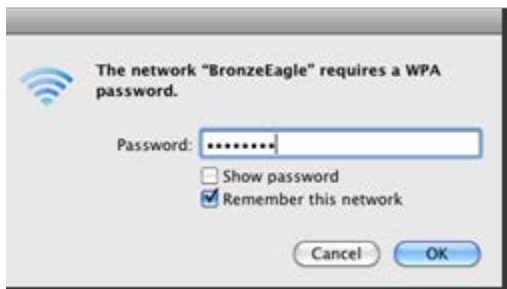 The network “BronzeEagle” requires a WPA
password.
Password: ••••••••
Show password
Remember this network
Cancel OK